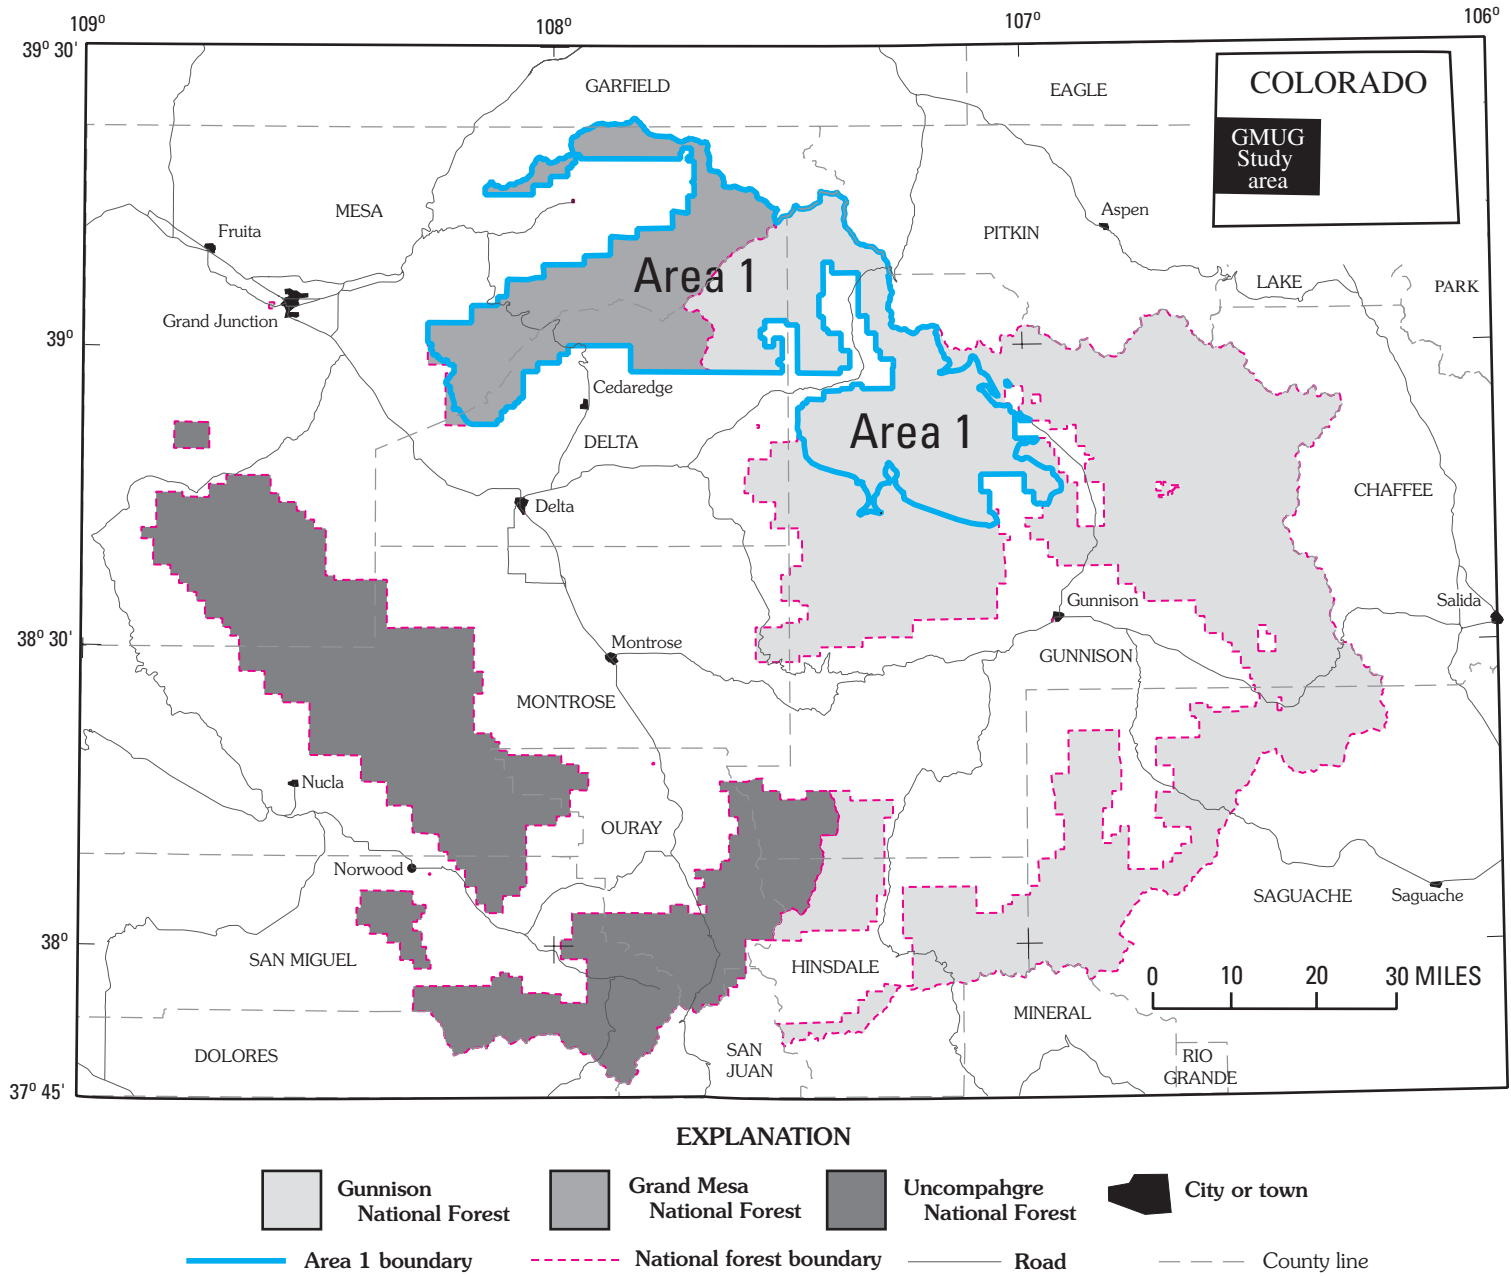 109°
108°
107°
106°
39° 30'
GARFIELD
EAGLE
COLORADO
GMUG
Study
area
MESA
Fruita
Aspen
PITKIN
Area 1
LAKE
PARK
Grand Junction
39°
Cedaredge
Area 1
DELTA
CHAFFEE
Delta
Gunnison
Salida
38° 30'
Montrose
GUNNISON
MONTROSE
Nucla
OURAY
Norwood
SAGUACHE
Saguache
38°
SAN MIGUEL
HINSDALE
0 10 20 30 MILES
MINERAL
DOLORES
SAN
JUAN
RIO
GRANDE
37° 45'
EXPLANATION
Gunnison
National Forest
Grand Mesa
National Forest
Uncompahgre
National Forest
City or town
Area 1 boundary
National forest boundary
Road
County line